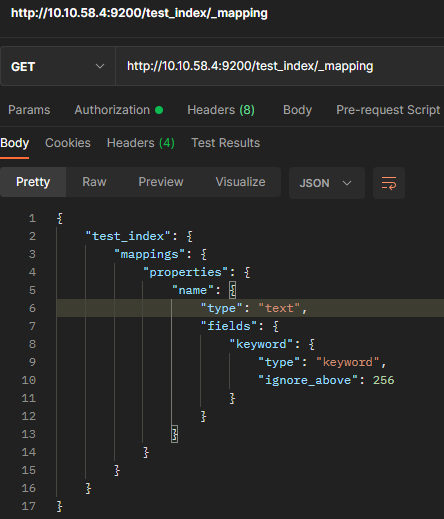 http://10.10.58.4:9200/test_index/_mapping
GET http://10.10.58.4:9200/test_index/_mapping
Params Authorization Headers (8) Body Pre-request Script
Body Cookies Headers (4) Test Results
Pretty Raw Preview Visualize JSON
1 {
2 "test_index": {
3 "mappings": {
4 "properties": {
5 "name": {
6 "type": "text",
7 "fields": {
8 "keyword": {
9 "type": "keyword",
10 "ignore_above": 256
11 }
12 }
13 }
14 }
15 }
16 }
17 }